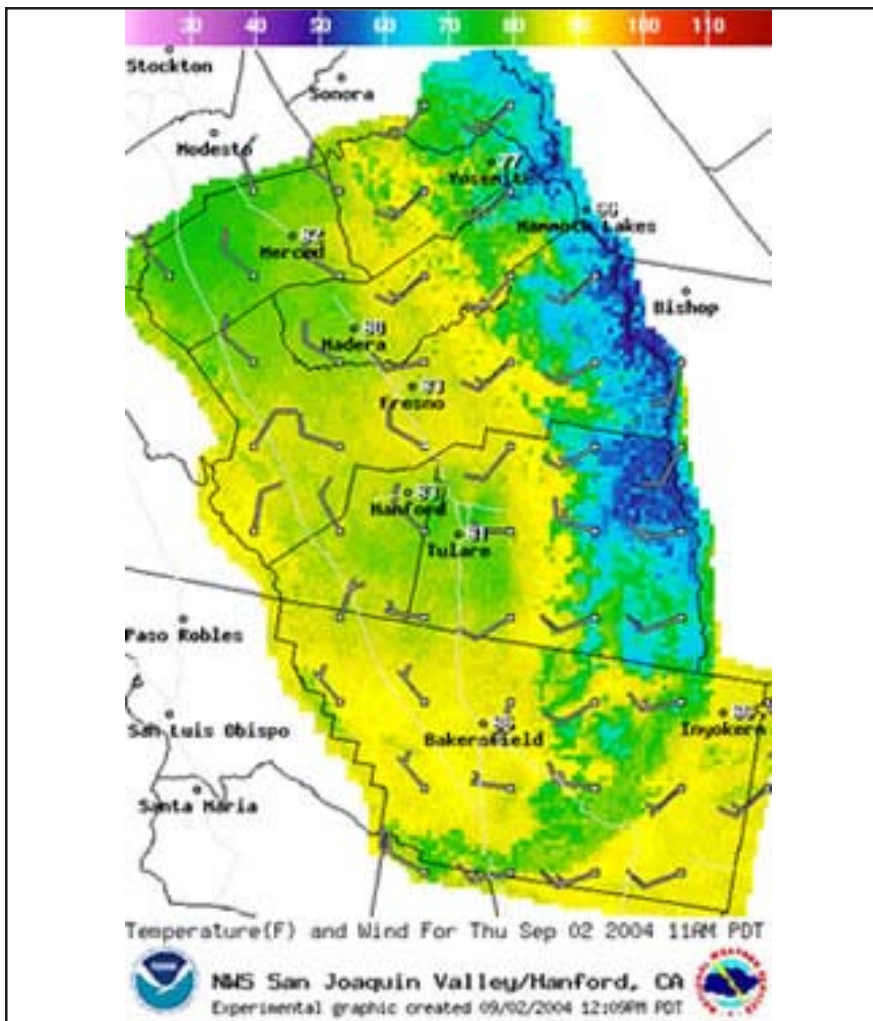 30 40 50 60 70 80 90 100 110
Stockton
Sonora
Modesto
Yosemite
Mammoth Lakes
Merced
Bishop
Madera
Fresno
Hanford
Tulare
Paso Robles
San Luis Obispo
Bakersfield
Inyokern
Santa Maria
Temperature(F) and Wind For Thu Sep 02 2004 11AM PDT
NWS San Joaquin Valley/Hanford, CA
Experimental graphic created 09/02/2004 12:09PM PDT